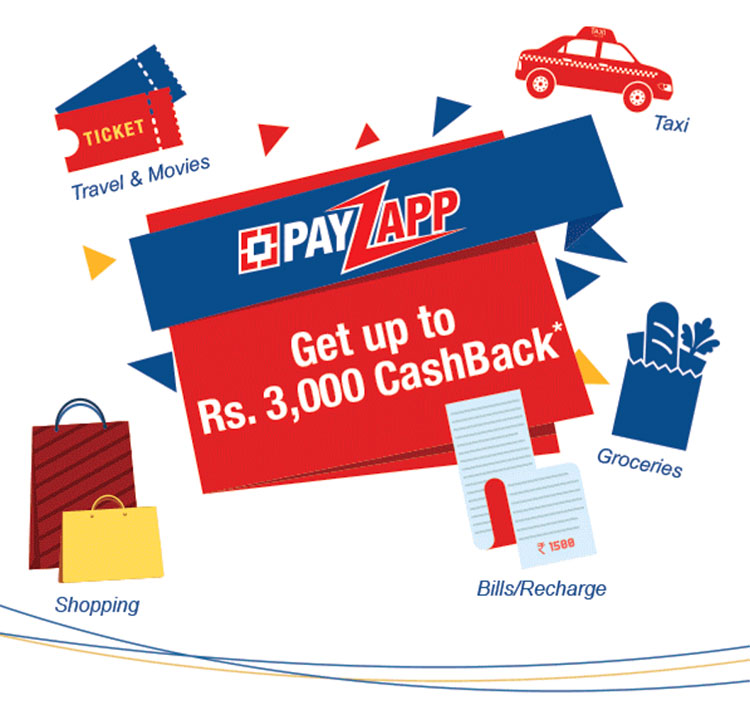 TAXI
Taxi
TICKET
Travel & Movies
PAYZAPP
Get up to
Rs. 3,000 CashBack*
Groceries
₹ 1500
Bills/Recharge
Shopping